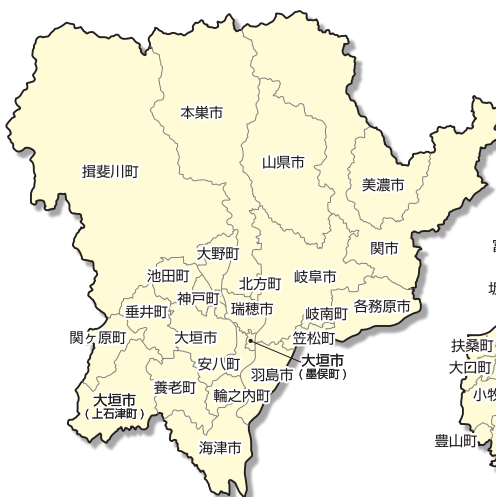 本巣市
山県市
揖斐川町
美濃市
関市
大野町
池田町
北方町
岐阜市
神戸町
瑞穂市
各務原市
垂井町
岐南町
関ヶ原町
大垣市
笠松町
大垣市
(墨俣町)
安八町
羽島市
養老町
輪之内町
大垣市
(上石津町)
海津市
扶桑町
大口町
小牧
豊山町